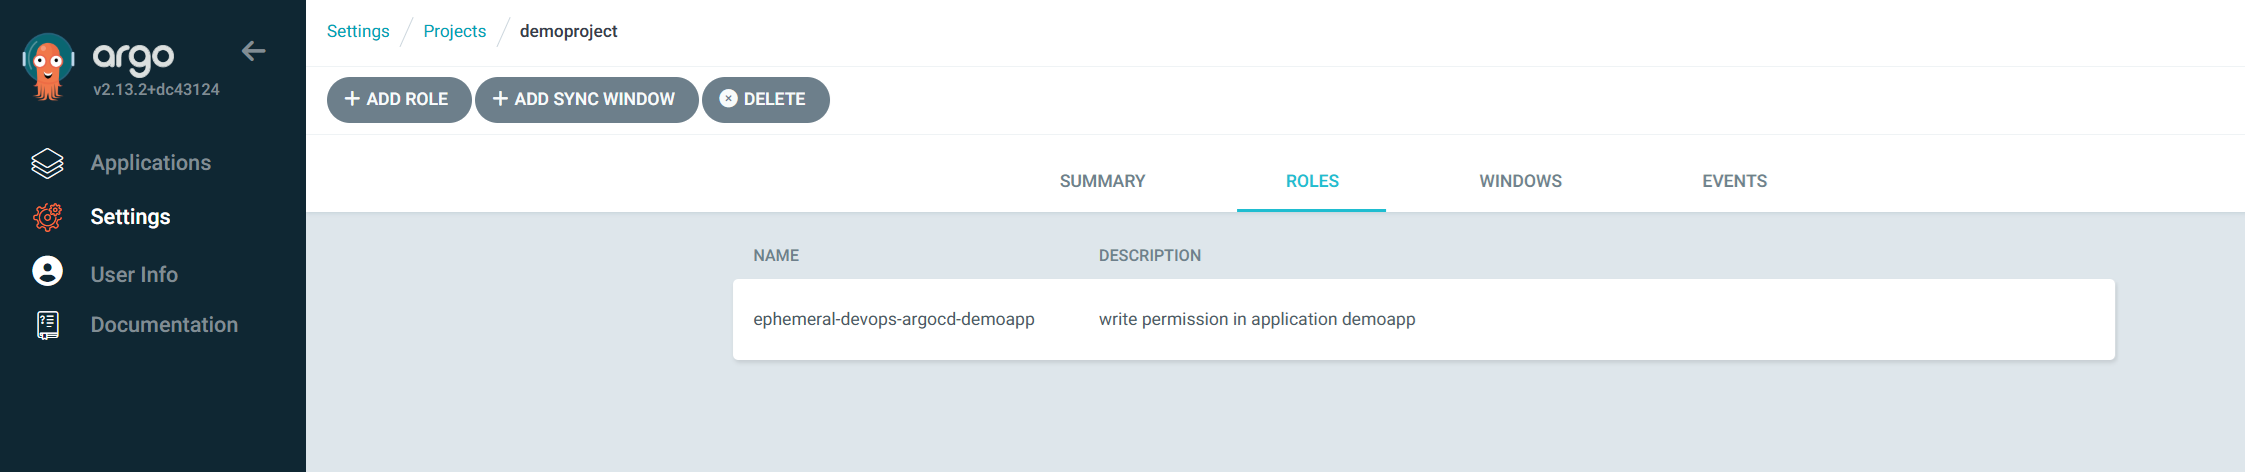 argo
v2.13.2+dc43124
Applications
Settings
User Info
Documentation
Settings / Projects / demoproject
+ ADD ROLE + ADD SYNC WINDOW DELETE
SUMMARY ROLES WINDOWS EVENTS
NAME DESCRIPTION
ephemeral-devops-argocd-demoapp write permission in application demoapp